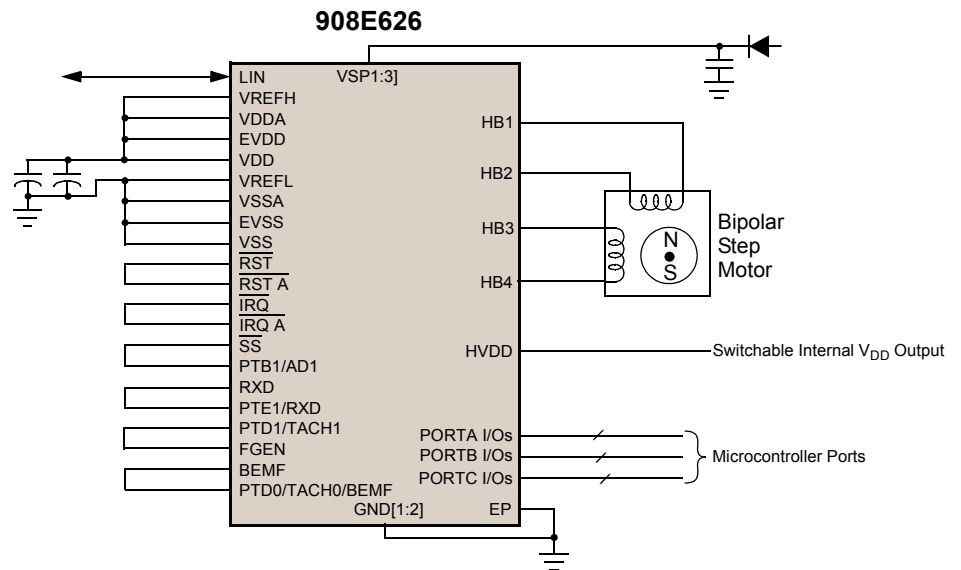 908E626
LIN
VREFH
VDDA
EVDD
VDD
VREFL
VSSA
EVSS
VSS
RST
RST A
IRQ
IRQ A
SS
PTB1/AD1
RXD
PTE1/RXD
PTD1/TACH1
FGEN
BEMF
PTD0/TACH0/BEMF
VSP1:3]
HB1
HB2
HB3
HB4
HVDD
PORTA I/Os
PORTB I/Os
PORTC I/Os
GND[1:2]
EP
N
S
Bipolar
Step
Motor
Switchable Internal VDD Output
Microcontroller Ports